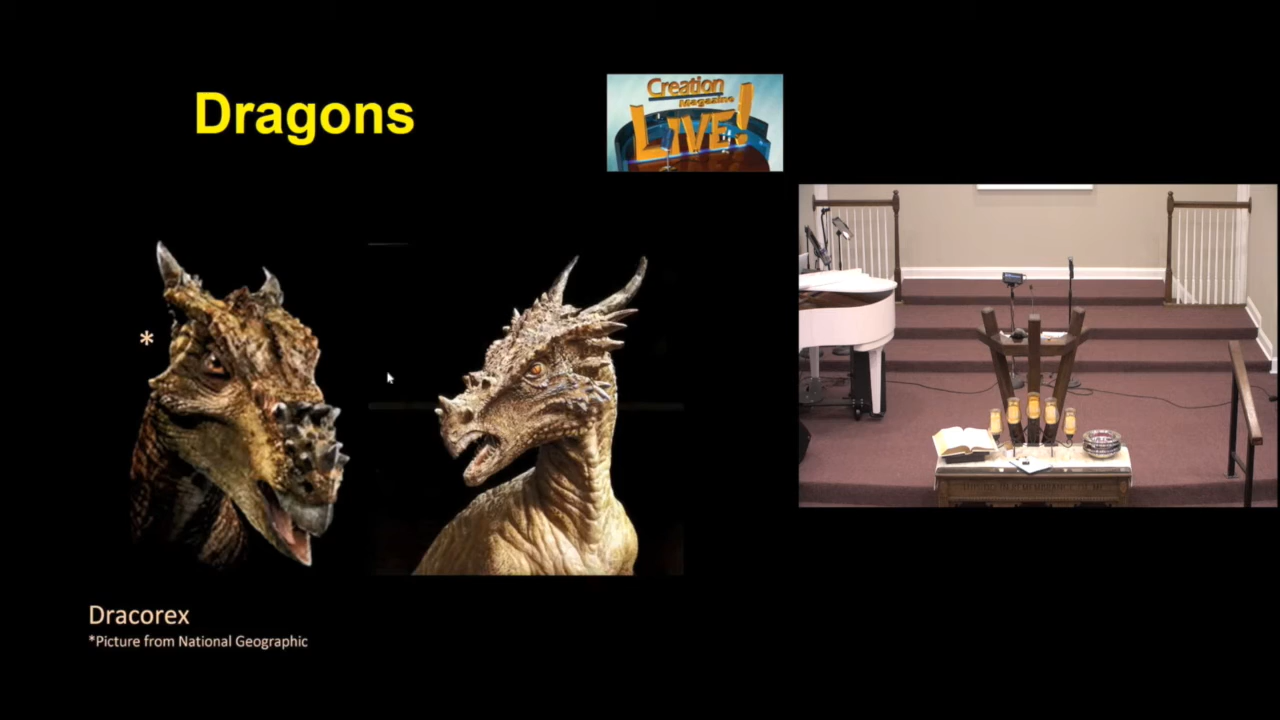 Dragons
Creation
Magazine
LIVE!
*
Dracorex
*Picture from National Geographic